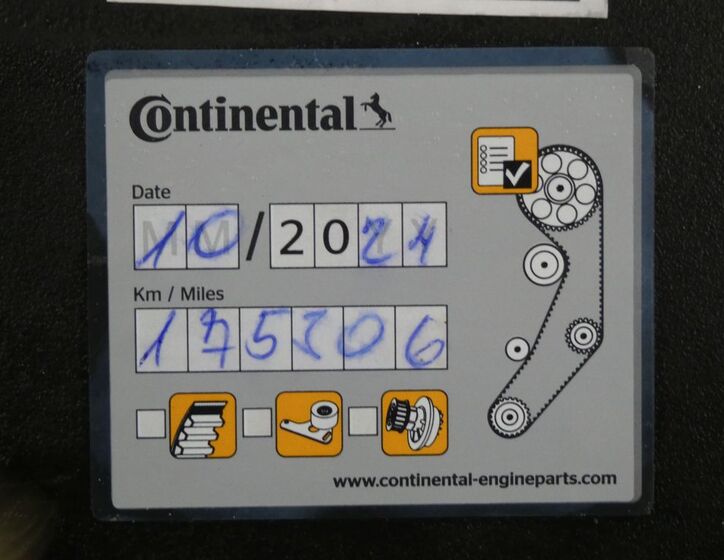 Continental
Date
10/2024
Km / Miles
175306
www.continental-engineparts.com